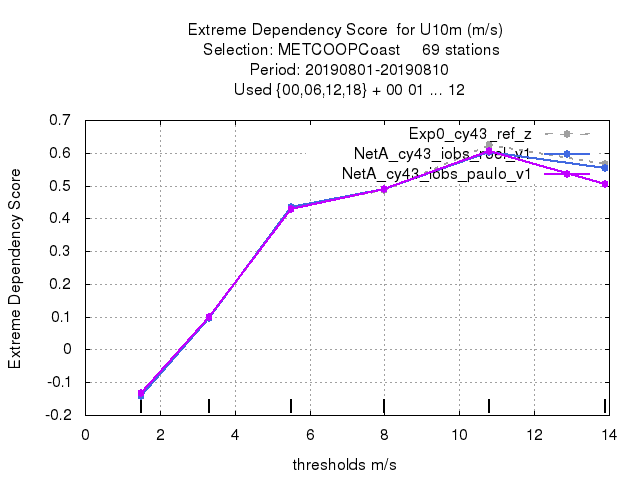 Extreme Dependency Score  for U10m (m/s)
Selection: METCOOPCoast     69 stations
Period: 20190801-20190810
Used {00,06,12,18} + 00 01 ... 12
0.7
0.6
0.5
0.4
0.3
0.2
0.1
0
-0.1
-0.2
Extreme Dependency Score
Exp0_cy43_ref_z
NetA_cy43_iobs_
NetA_cy43_iobs_paulo_v1
0 2 4 6 8 10 12 14
thresholds m/s